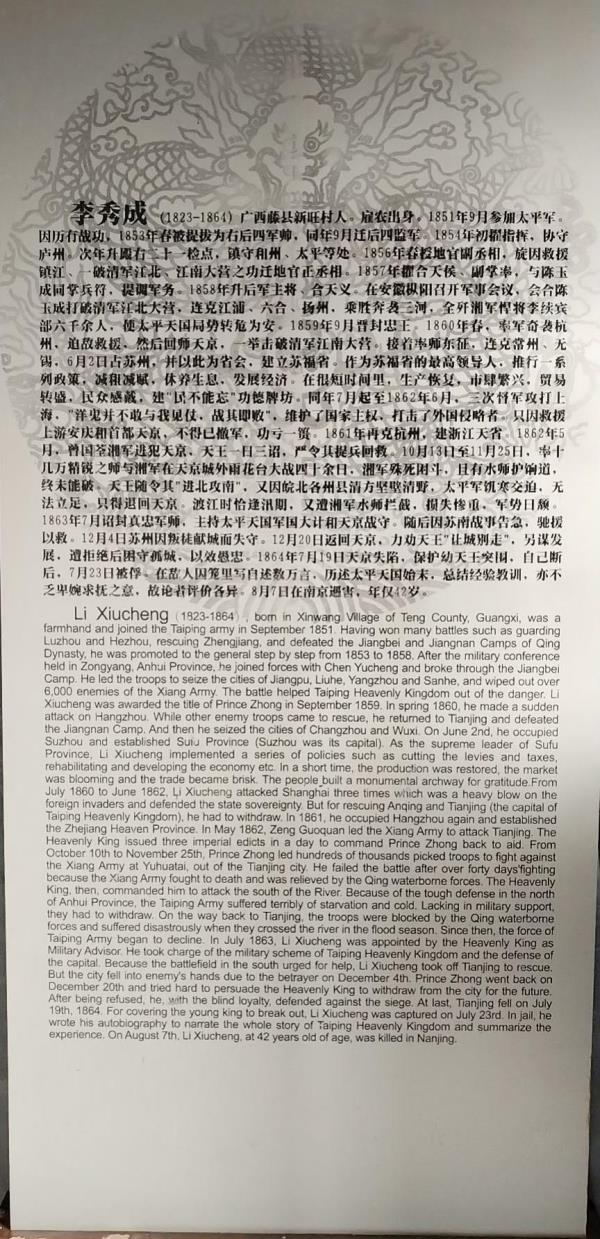 李秀成 (1823-1864) 广西藤县新旺村人。雇农出身。1851年9月参加太平军。
因历有战功，1853年春被提拔为右后四军帅，同年9月迁后四监军。1854年初擢指挥，协守
庐州。次年升殿右二十一检点，镇守和州、太平等处。1856年春授地官副丞相，旋因救援
镇江、一破清军江北、江南大营之功迁地官正丞相。1857年擢合天侯、副掌率，与陈玉
成同掌兵符，提调军务。1858年升后军主将、合天义。在安徽枞阳召开军事会议，会合陈
玉成打破清军江北大营，连克江浦、六合、扬州，乘胜奔袭三河，全歼湘军悍将李续宾
部六千余人，使太平天国局势转危为安。1859年9月晋封忠王。1860年春，率军奇袭杭
州，迫敌救援，然后回师天京，一举击破清军江南大营。接着率师东征，连克常州、无
锡，6月2日占苏州，并以此为省会，建立苏福省。作为苏福省的最高领导人，推行一系
列政策，减租减赋，休养生息，发展经济。在很短时间里，生产恢复，市肆繁兴，贸易
转盛，民众感戴，建"民不能忘"功德牌坊。同年7月起至1862年6月，三次督军攻打上
海，"洋鬼并不敢与我见仗，战其即败"，维护了国家主权，打击了外国侵略者。只因救援
上游安庆和首都天京，不得已撤军，功亏一篑。1861年再克杭州，建浙江天省。1862年5
月，曾国荃湘军进犯天京，天王一日三诏，严令其提兵回救。10月13日至11月25日，率十
几万精锐之师与湘军在天京城外雨花台大战四十余日，湘军殊死困斗，且有水师护饷道，
终未能破。天王随令其"进北攻南"，又因皖北各州县清方坚壁清野，太平军饥寒交迫，无
法立足，只得退回天京。渡江时恰逢汛期，又遭湘军水师拦截，损失惨重，军势日颓。
1863年7月诏封真忠军师，主持太平天国军国大计和天京战守。随后因苏南战事告急，驰援
以救。12月4日苏州因叛徒献城而失守。12月20日返回天京，力劝天王"让城别走"，另谋发
展，遭拒绝后困守孤城，以效愚忠。1864年7月19日天京失陷，保护幼天王突围，自己断
后，7月23日被俘。在敌人囚笼里写自述数万言，历述太平天国始末，总结经验教训，亦不
乏卑婉求抚之意，故论者评价各异。8月7日在南京遇害，年仅42岁。
Li Xiucheng (1823-1864) , born in Xinwang Village of Teng County, Guangxi, was a
farmhand and joined the Taiping army in September 1851. Having won many battles such as guarding
Luzhou and Hezhou, rescuing Zhengjiang, and defeated the Jiangbei and Jiangnan Camps of Qing
Dynasty, he was promoted to the general step by step from 1853 to 1858. After the military conference
held in Zongyang, Anhui Province, he joined forces with Chen Yucheng and broke through the Jiangbei
Camp. He led the troops to seize the cities of Jiangpu, Liuhe, Yangzhou and Sanhe, and wiped out over
6,000 enemies of the Xiang Army. The battle helped Taiping Heavenly Kingdom out of the danger. Li
Xiucheng was awarded the title of Prince Zhong in September 1859. In spring 1860, he made a sudden
attack on Hangzhou. While other enemy troops came to rescue, he returned to Tianjing and defeated
the Jiangnan Camp. And then he seized the cities of Changzhou and Wuxi. On June 2nd, he occupied
Suzhou and established Sufu Province (Suzhou was its capital). As the supreme leader of Sufu
Province, Li Xiucheng implemented a series of policies such as cutting the levies and taxes,
rehabilitating and developing the economy etc. In a short time, the production was restored, the market
was blooming and the trade became brisk. The people built a monumental archway for gratitude.From
July 1860 to June 1862, Li Xiucheng attacked Shanghai three times which was a heavy blow on the
foreign invaders and defended the state sovereignty. But for rescuing Anqing and Tianjing (the capital of
Taiping Heavenly Kingdom), he had to withdraw. In 1861, he occupied Hangzhou again and established
the Zhejiang Heaven Province. In May 1862, Zeng Guoquan led the Xiang Army to attack Tianjing. The
Heavenly King issued three imperial edicts in a day to command Prince Zhong back to aid. From
October 10th to November 25th, Prince Zhong led hundreds of thousands picked troops to fight against
the Xiang Army at Yuhuatai, out of the Tianjing city. He failed the battle after over forty days'fighting
because the Xiang Army fought to death and was relieved by the Qing waterborne forces. The Heavenly
King, then, commanded him to attack the south of the River. Because of the tough defense in the north
of Anhui Province, the Taiping Army suffered terribly of starvation and cold. Lacking in military support,
they had to withdraw. On the way back to Tianjing, the troops were blocked by the Qing waterborne
forces and suffered disastrously when they crossed the river in the flood season. Since then, the force of
Taiping Army began to decline. In July 1863, Li Xiucheng was appointed by the Heavenly King as
Military Advisor. He took charge of the military scheme of Taiping Heavenly Kingdom and the defense of
the capital. Because the battlefield in the south urged for help, Li Xiucheng took off Tianjing to rescue.
But the city fell into enemy's hands due to the betrayer on December 4th. Prince Zhong went back on
December 20th and tried hard to persuade the Heavenly King to withdraw from the city for the future.
After being refused, he, with the blind loyalty, defended against the siege. At last, Tianjing fell on July
19th, 1864. For covering the young king to break out, Li Xiucheng was captured on July 23rd. In jail, he
wrote his autobiography to narrate the whole story of Taiping Heavenly Kingdom and summarize the
experience. On August 7th, Li Xiucheng, at 42 years old of age, was killed in Nanjing.